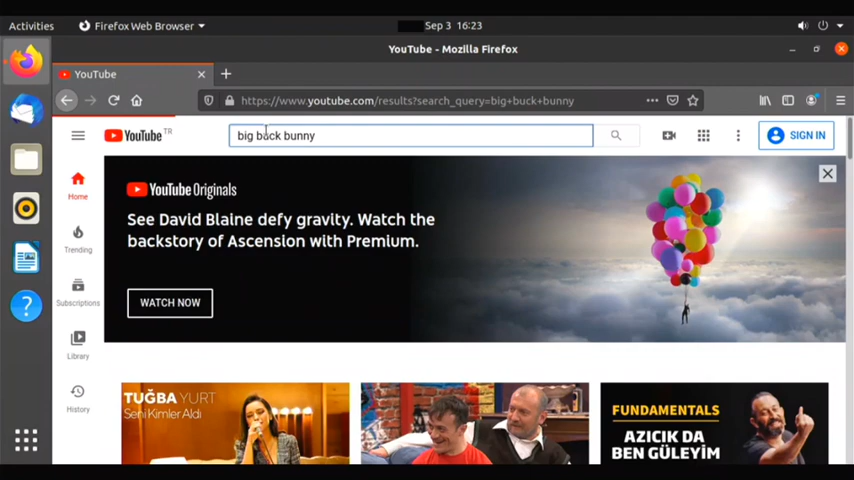 Activities
Firefox Web Browser
Sep 3 16:23
YouTube - Mozilla Firefox
YouTube
https://www.youtube.com/results?search_query=big+buck+bunny
YouTube TR
big buck bunny
SIGN IN
YouTube Originals
See David Blaine defy gravity. Watch the
backstory of Ascension with Premium.
WATCH NOW
Home
Trending
Subscriptions
Library
History
TUĞBA YURT
Seni Kimler Aldı
FUNDAMENTALS
AZICIK DA
BEN GÜLEYİM